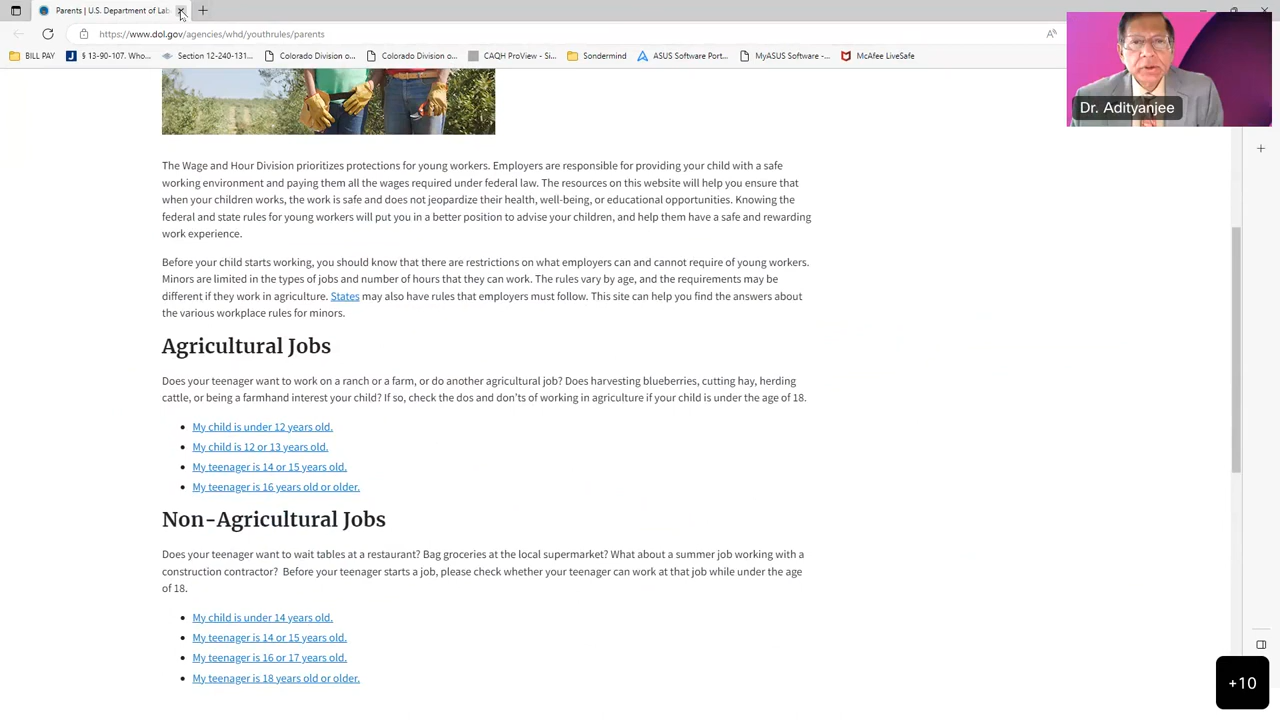 Parents | U.S. Department of Lab
https://www.dol.gov/agencies/whd/youthrules/parents
BILL PAY
§ 13-90-107. Who...
Section 12-240-131...
Colorado Division o...
Colorado Division o...
CAQH ProView - Si...
Sondermind
ASUS Software Port...
MyASUS Software -...
McAfee LiveSafe
Dr. Adityanjee
The Wage and Hour Division prioritizes protections for young workers. Employers are responsible for providing your child with a safe
working environment and paying them all the wages required under federal law. The resources on this website will help you ensure that
when your children works, the work is safe and does not jeopardize their health, well-being, or educational opportunities. Knowing the
federal and state rules for young workers will put you in a better position to advise your children, and help them have a safe and rewarding
work experience.
Before your child starts working, you should know that there are restrictions on what employers can and cannot require of young workers.
Minors are limited in the types of jobs and number of hours that they can work. The rules vary by age, and the requirements may be
different if they work in agriculture. States may also have rules that employers must follow. This site can help you find the answers about
the various workplace rules for minors.
Agricultural Jobs
Does your teenager want to work on a ranch or a farm, or do another agricultural job? Does harvesting blueberries, cutting hay, herding
cattle, or being a farmhand interest your child? If so, check the dos and don'ts of working in agriculture if your child is under the age of 18.
My child is under 12 years old.
My child is 12 or 13 years old.
My teenager is 14 or 15 years old.
My teenager is 16 years old or older.
Non-Agricultural Jobs
Does your teenager want to wait tables at a restaurant? Bag groceries at the local supermarket? What about a summer job working with a
construction contractor? Before your teenager starts a job, please check whether your teenager can work at that job while under the age
of 18.
My child is under 14 years old.
My teenager is 14 or 15 years old.
My teenager is 16 or 17 years old.
My teenager is 18 years old or older.
+10